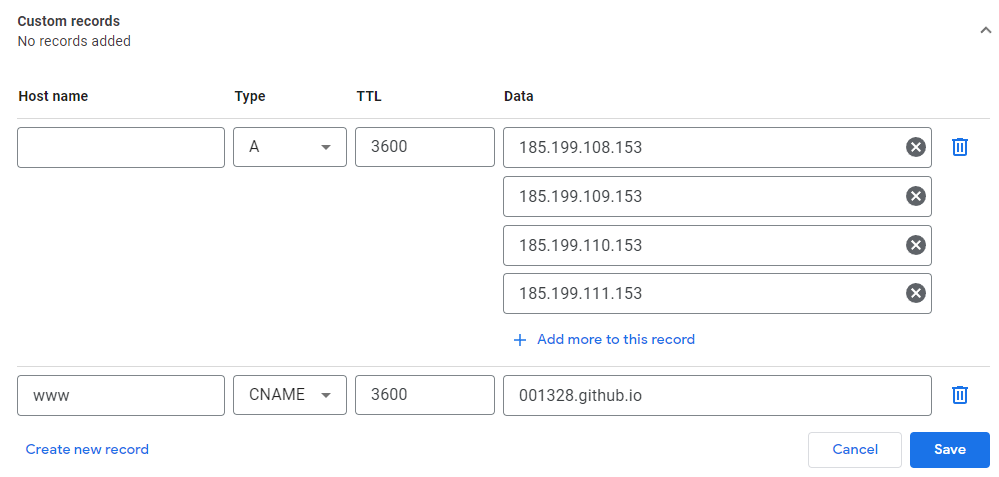 Custom records
No records added
Host name Type TTL Data
A 3600 185.199.108.153
185.199.109.153
185.199.110.153
185.199.111.153
Add more to this record
www CNAME 3600 001328.github.io
Create new record Cancel Save